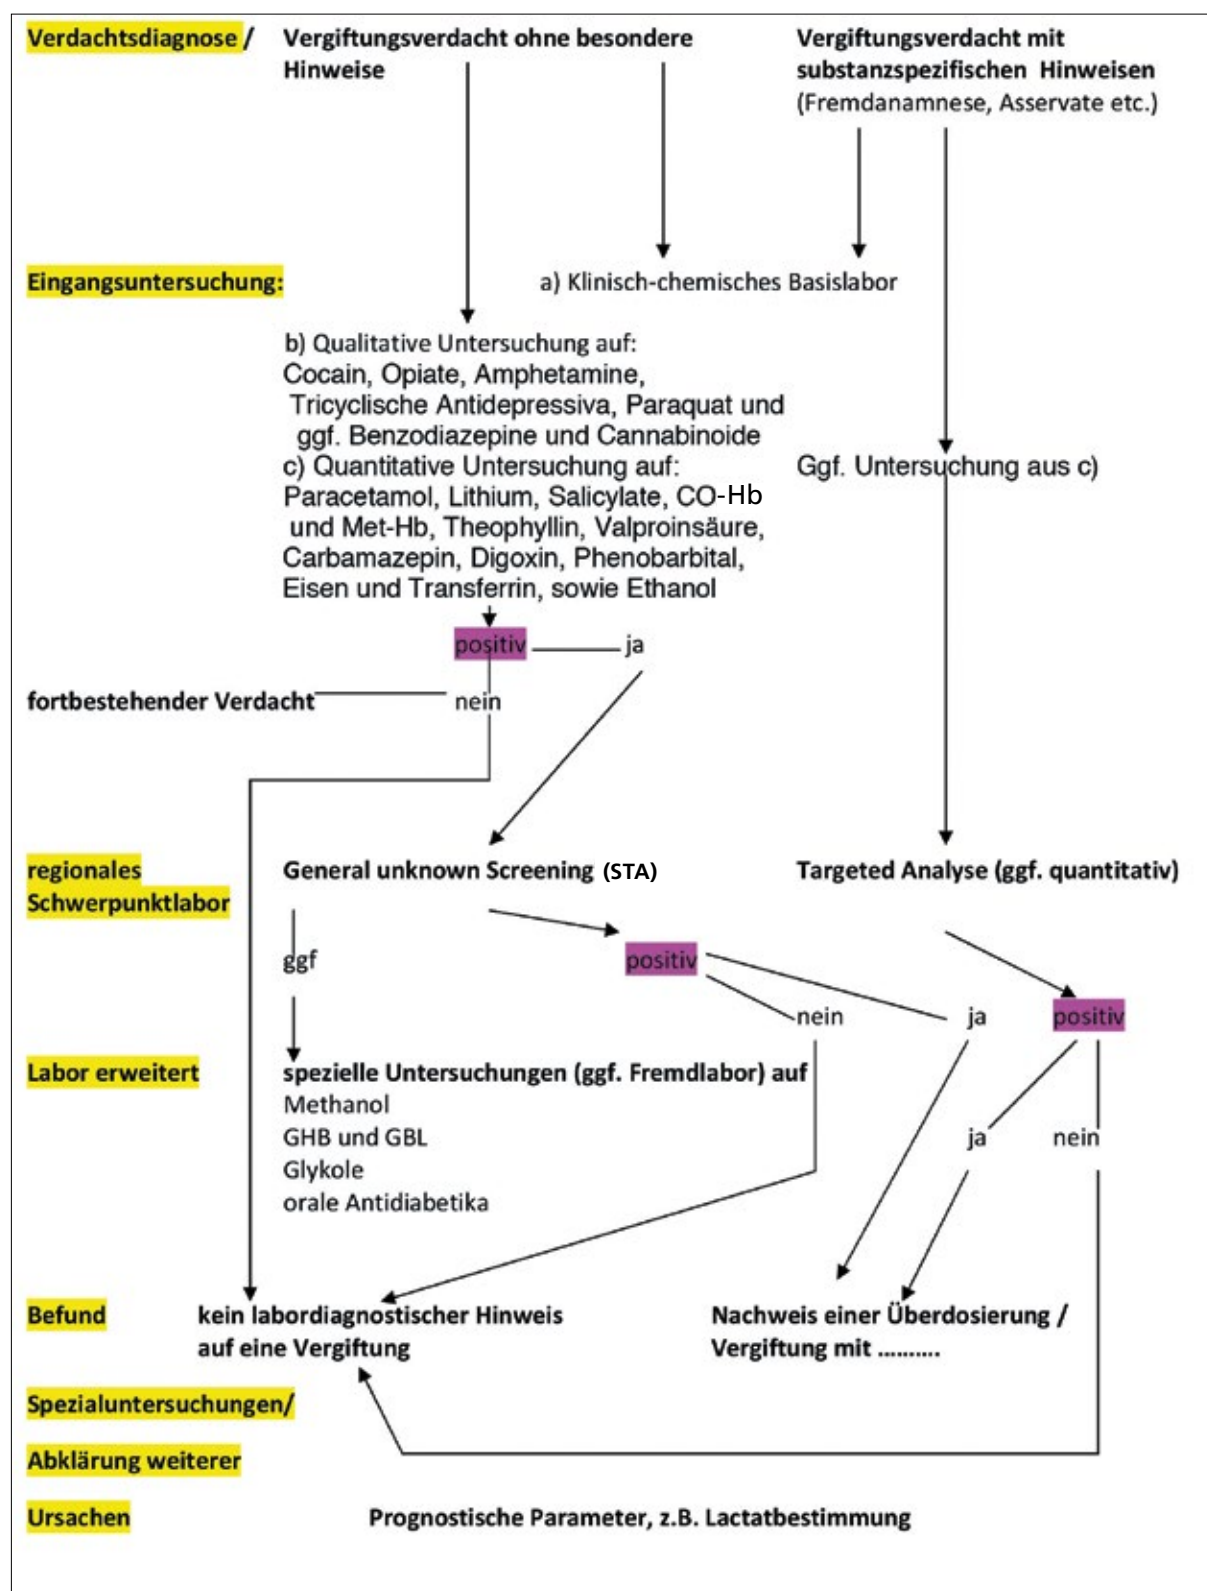 Verdachtsdiagnose /
Vergiftungsverdacht ohne besondere
Hinweise
Vergiftungsverdacht mit
substanzspezifischen Hinweisen
(Fremdanamnese, Asservate etc.)
Eingangsuntersuchung:
a) Klinisch-chemisches Basislabor
b) Qualitative Untersuchung auf:
Cocain, Opiate, Amphetamine,
Tricyclische Antidepressiva, Paraquat und
ggf. Benzodiazepine und Cannabinoide
c) Quantitative Untersuchung auf:
Paracetamol, Lithium, Salicylate, CO-Hb
und Met-Hb, Theophyllin, Valproinsäure,
Carbamazepin, Digoxin, Phenobarbital,
Eisen und Transferrin, sowie Ethanol
Ggf. Untersuchung aus c)
positiv
ja
fortbestehender Verdacht
nein
regionales
Schwerpunktlabor
General unknown Screening (STA)
Targeted Analyse (ggf. quantitativ)
ggf
positiv
nein
ja
positiv
Labor erweitert
spezielle Untersuchungen (ggf. Fremdlabor) auf
Methanol
GHB und GBL
Glykole
orale Antidiabetika
ja
nein
Befund
kein labordiagnostischer Hinweis
auf eine Vergiftung
Nachweis einer Überdosierung /
Vergiftung mit ..........
Spezialuntersuchungen/
Abklärung weiterer
Ursachen
Prognostische Parameter, z.B. Lactatbestimmung